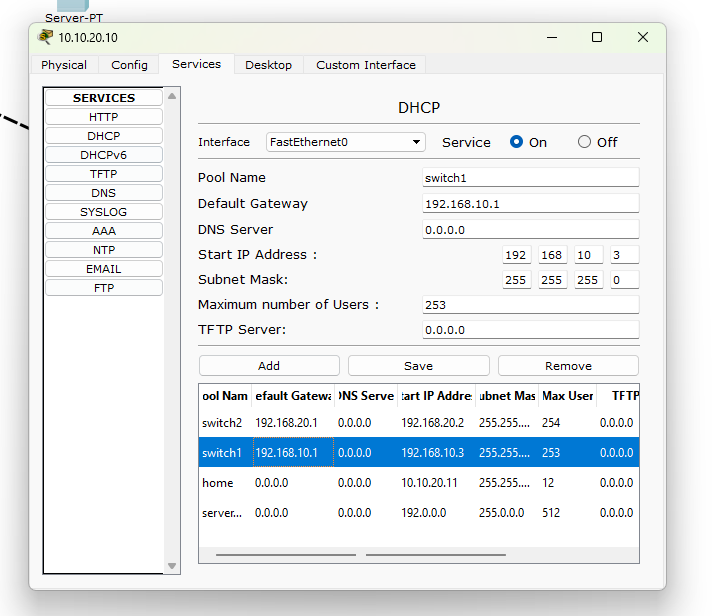 Server-PT
10.10.20.10
Physical Config Services Desktop Custom Interface
SERVICES
HTTP
DHCP
DHCPv6
TFTP
DNS
SYSLOG
AAA
NTP
EMAIL
FTP
DHCP
Interface FastEthernet0 Service On Off
Pool Name switch1
Default Gateway 192.168.10.1
DNS Server 0.0.0.0
Start IP Address : 192 168 10 3
Subnet Mask: 255 255 255 0
Maximum number of Users : 253
TFTP Server: 0.0.0.0
Add Save Remove
ool Nam efault Gatewa DNS Serve tart IP Addre ubnet Mas Max User TFTP
switch2 192.168.20.1 0.0.0.0 192.168.20.2 255.255.... 254 0.0.0.0
switch1 192.168.10.1 0.0.0.0 192.168.10.3 255.255.... 253 0.0.0.0
home 0.0.0.0 0.0.0.0 10.10.20.11 255.255.... 12 0.0.0.0
server... 0.0.0.0 0.0.0.0 192.0.0.0 255.0.0.0 512 0.0.0.0